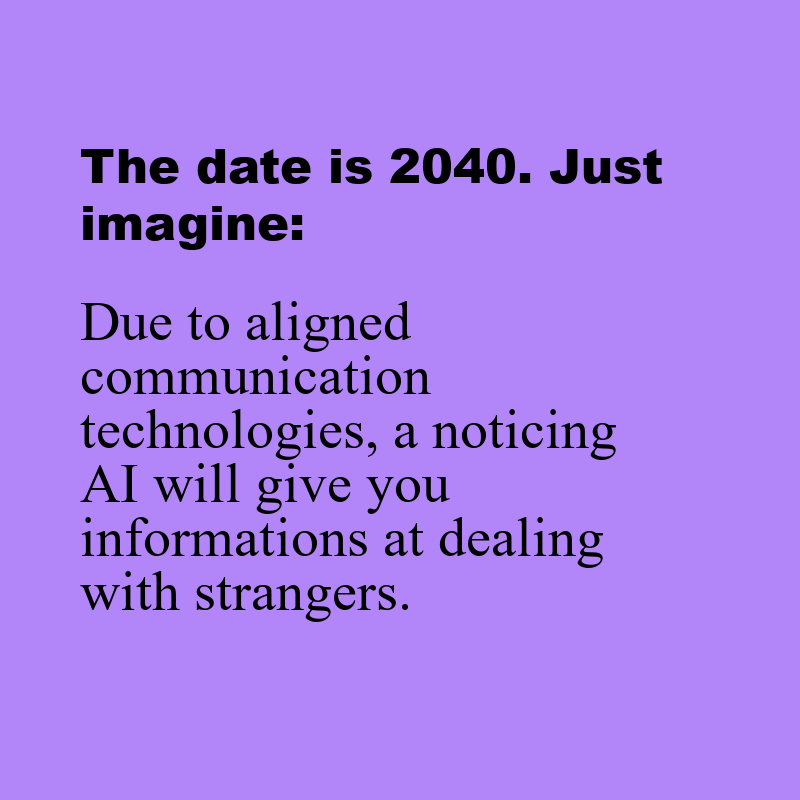 The date is 2040. Just
imagine:
Due to aligned
communication
technologies, a noticing
AI will give you
informations at dealing
with strangers.